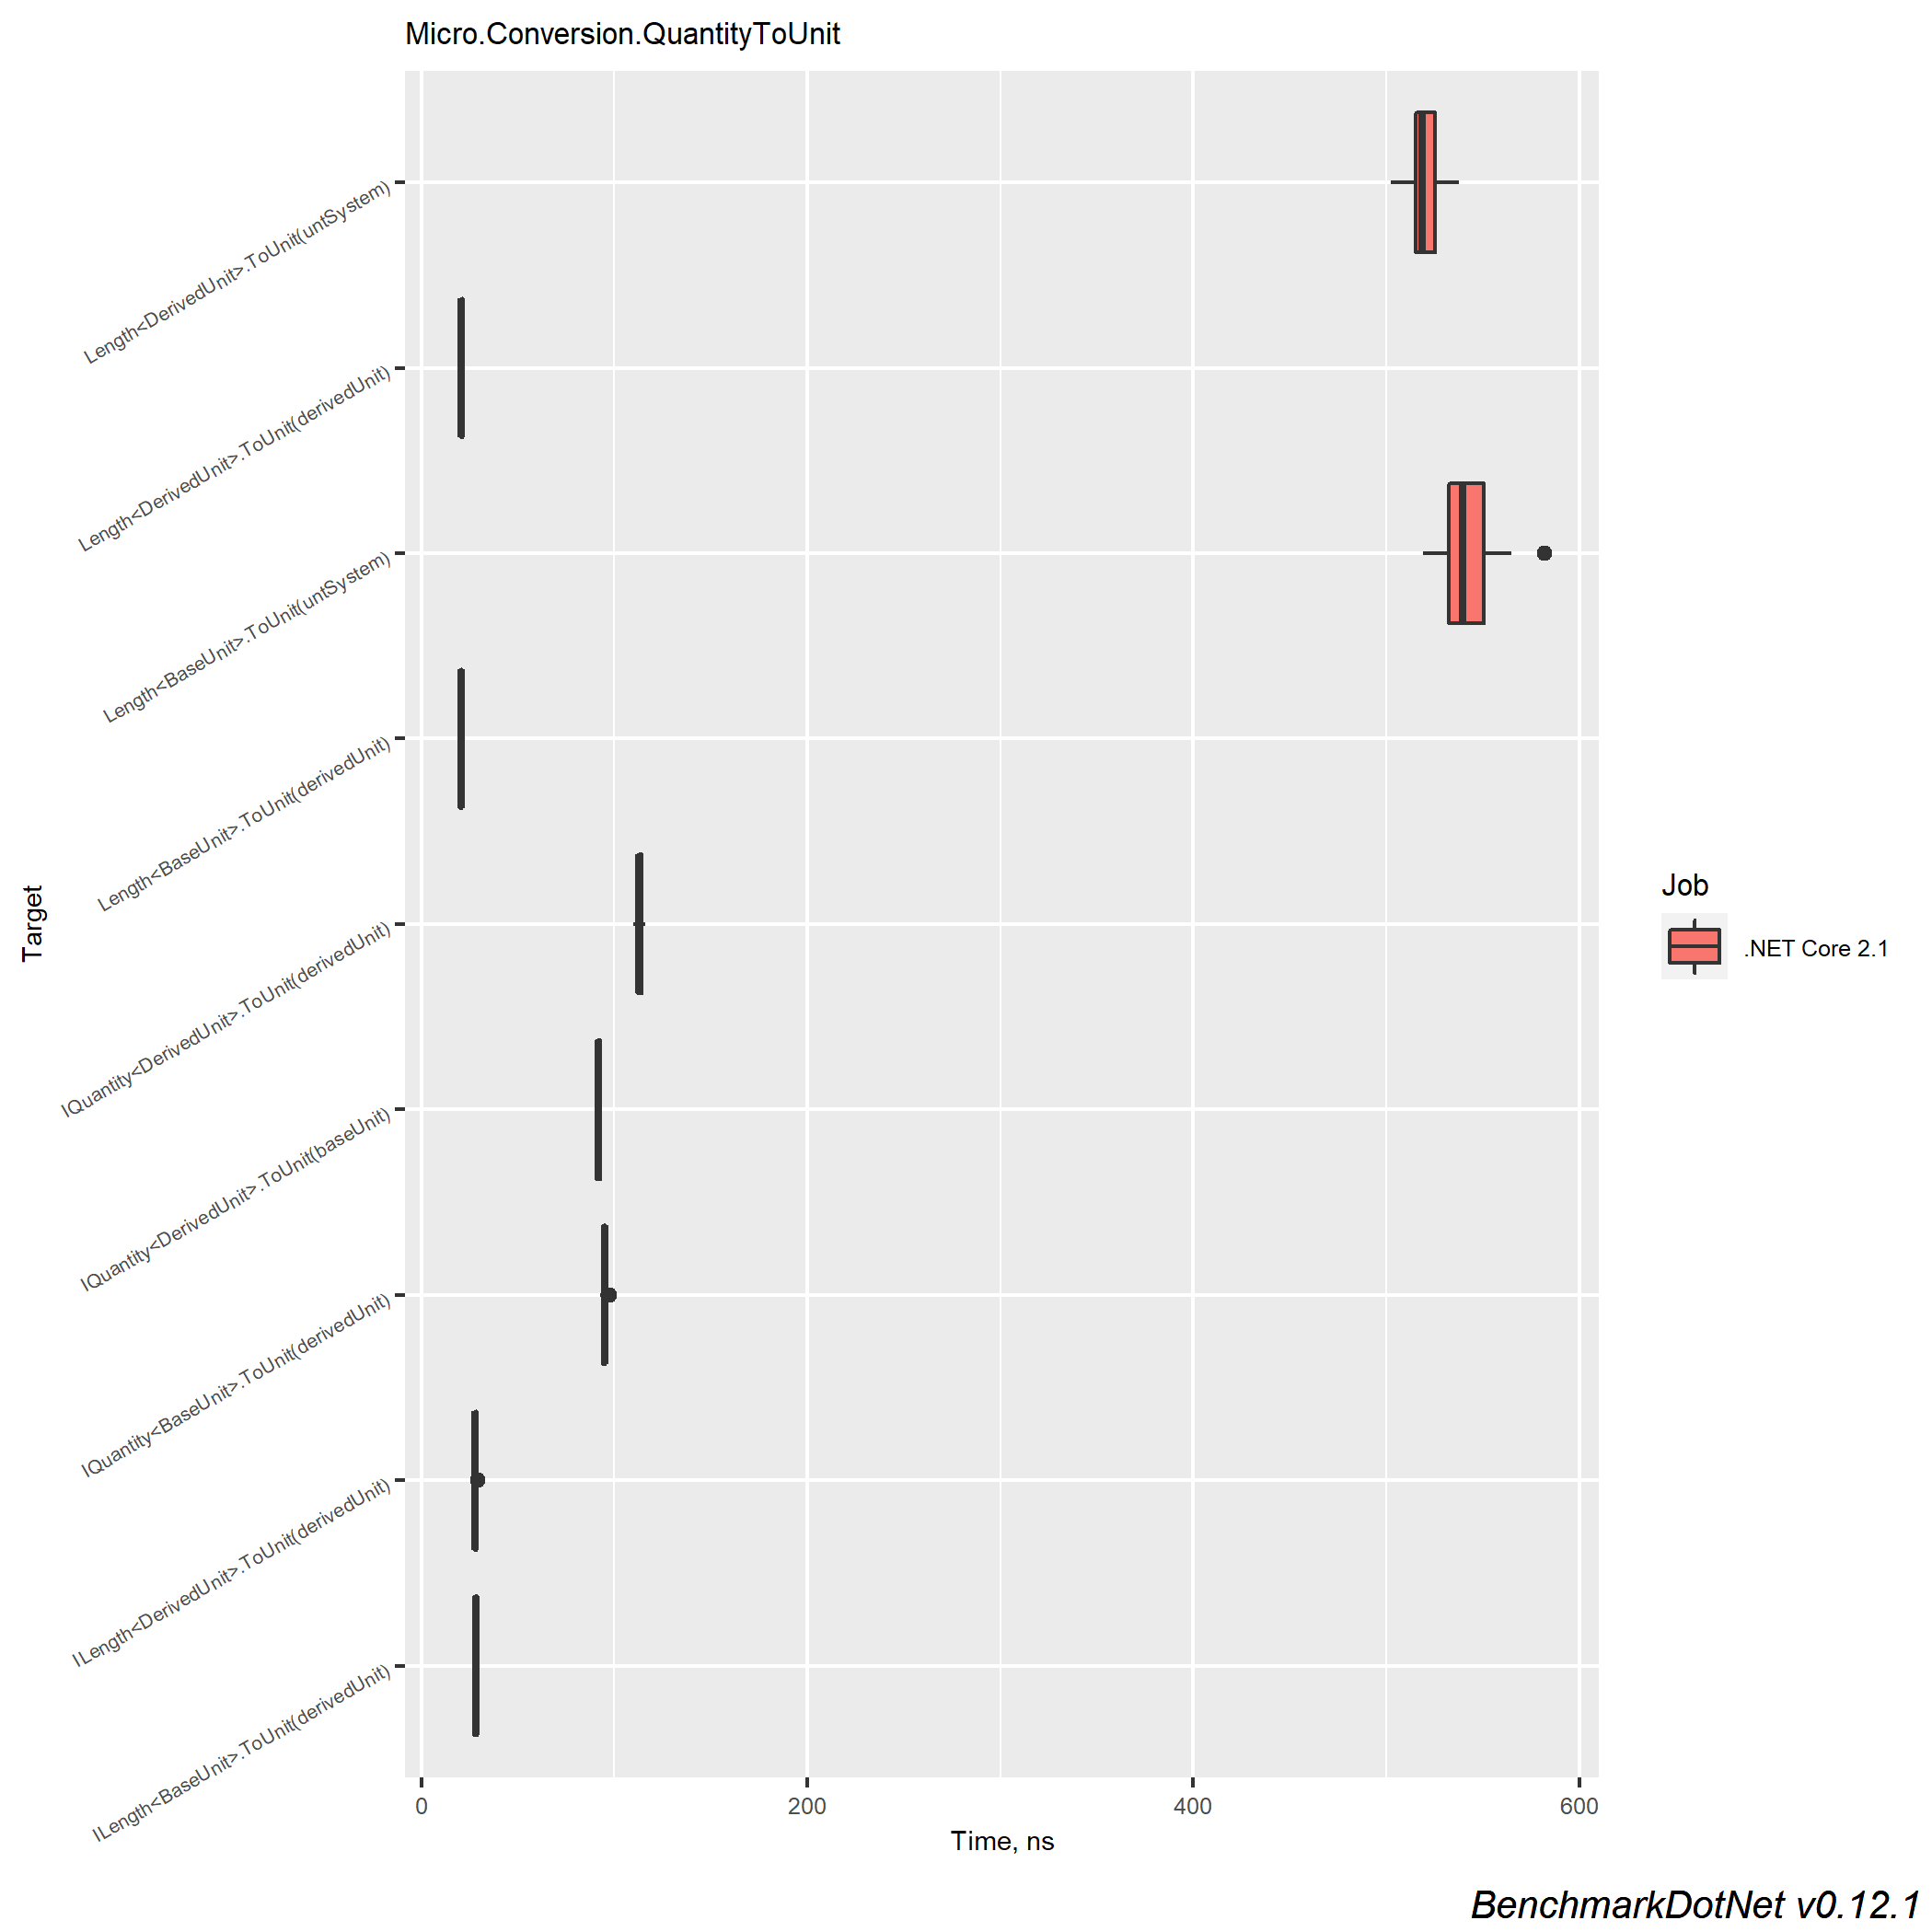 Micro.Conversion.QuantityToUnit
Length<DerivedUnit>.ToUnit(untSystem)
Length<DerivedUnit>.ToUnit(derivedUnit)
Length<BaseUnit>.ToUnit(untSystem)
Length<BaseUnit>.ToUnit(derivedUnit)
IQuantity<DerivedUnit>.ToUnit(derivedUnit)
IQuantity<DerivedUnit>.ToUnit(baseUnit)
IQuantity<BaseUnit>.ToUnit(derivedUnit)
ILength<DerivedUnit>.ToUnit(derivedUnit)
ILength<BaseUnit>.ToUnit(derivedUnit)
Target
0 200 400 600
Time, ns
Job
.NET Core 2.1
BenchmarkDotNet v0.12.1